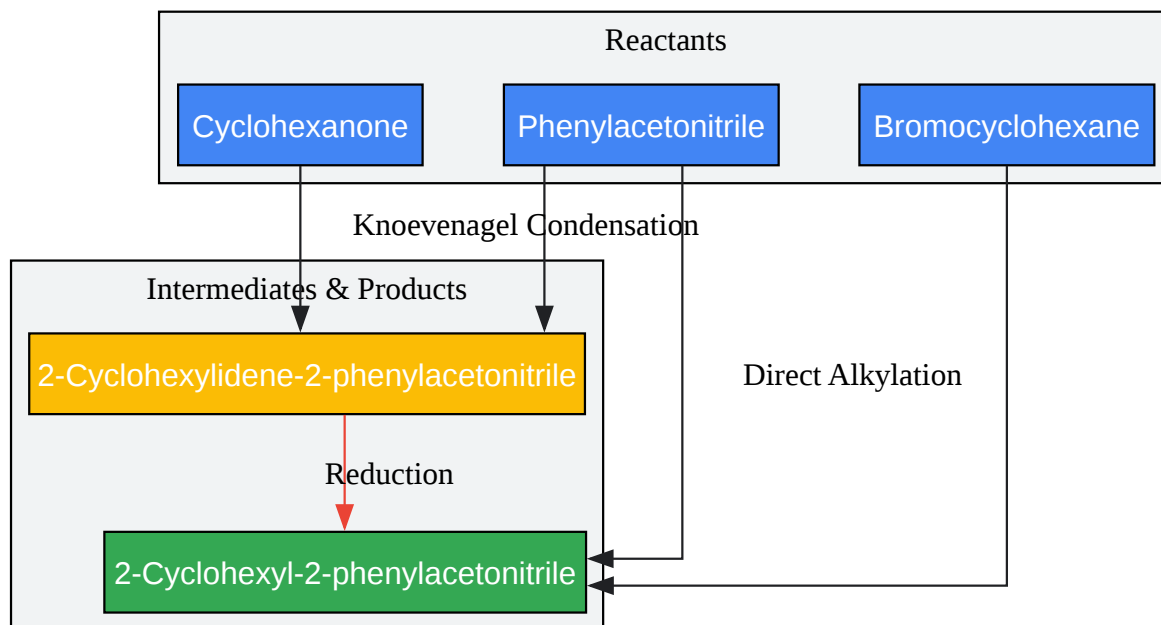 Reactants
Cyclohexanone
Phenylacetonitrile
Bromocyclohexane
Knoevenagel Condensation
Intermediates & Products
2-Cyclohexylidene-2-phenylacetonitrile
Direct Alkylation
Reduction
2-Cyclohexyl-2-phenylacetonitrile